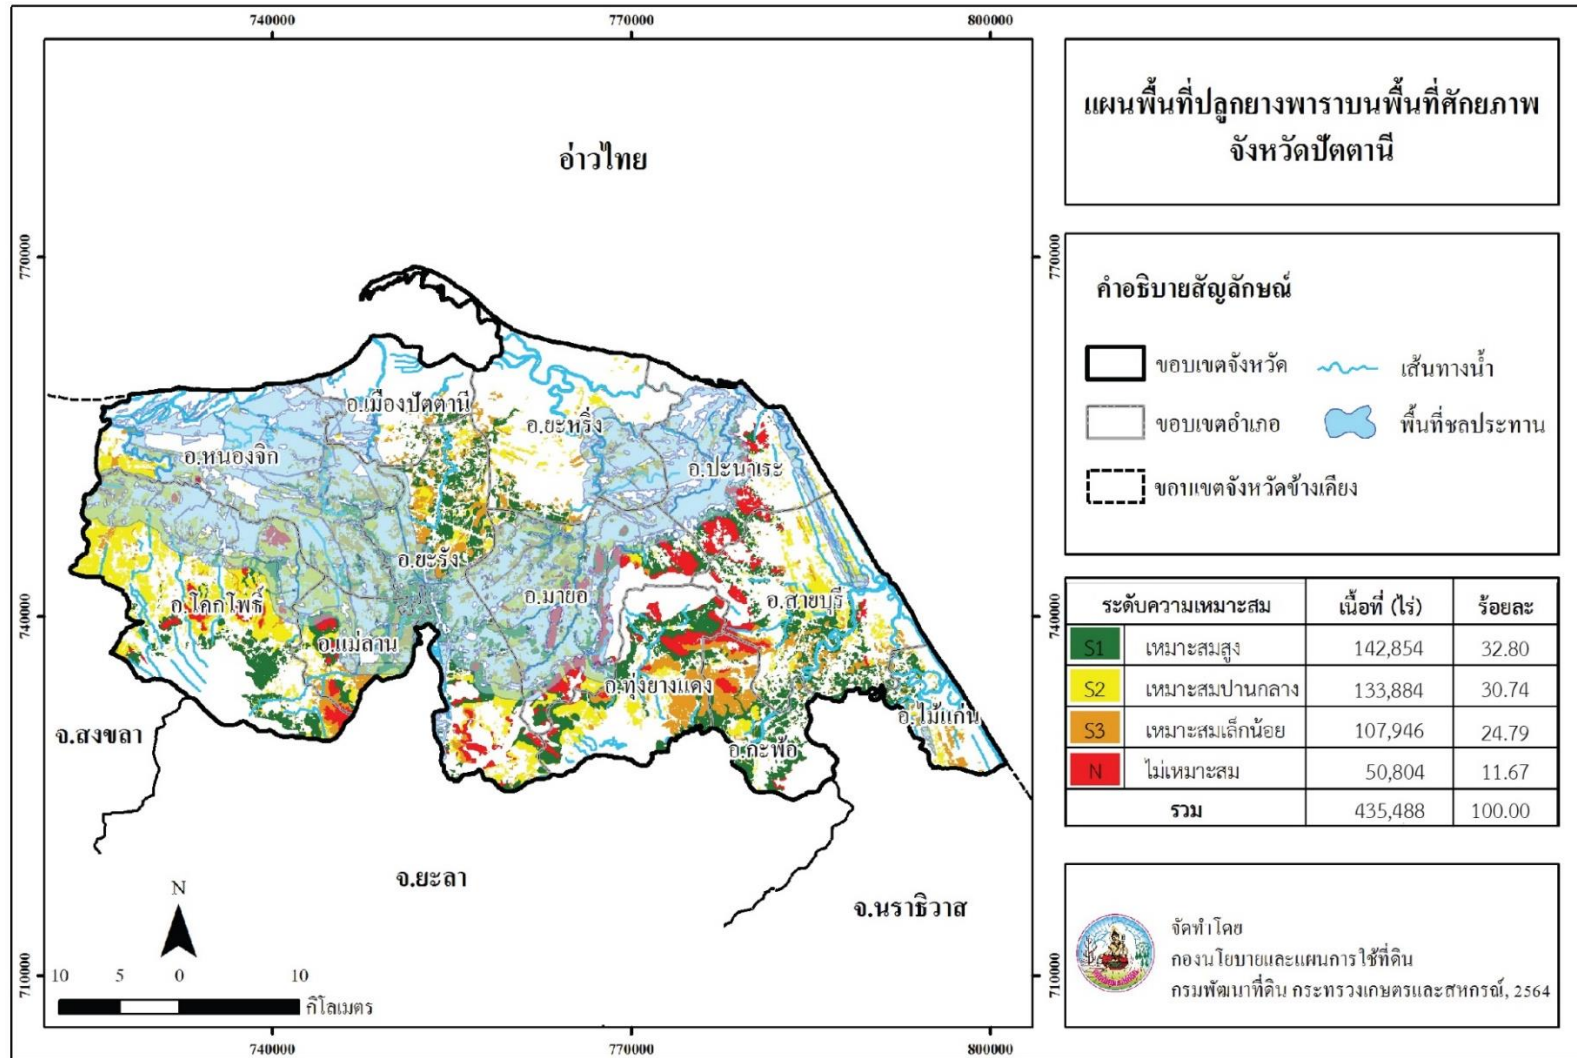 740000
770000
800000
770000
740000
710000
770000
740000
710000
อ่าวไทย
อ.เมืองปัตตานี
อ.ยะหริ่ง
อ.หนองจิก
อ.ปะนาเระ
อ.ยะรัง
อ.มายอ
อ.สายบุรี
อ.โคกโพธิ์
อ.แม่ลาน
อ.ทุ่งยางแดง
อ.ไม้แก่น
อ.กะพ้อ
จ.สงขลา
จ.ยะลา
จ.นราธิวาส
N
10 5 0 10
กิโลเมตร
740000
770000
800000
แผนพื้นที่ปลูกยางพาราบนพื้นที่ศักยภาพ
จังหวัดปัตตานี
คำอธิบายสัญลักษณ์
ขอบเขตจังหวัด เส้นทางน้ำ
ขอบเขตอำเภอ พื้นที่ชลประทาน
ขอบเขตจังหวัดข้างเคียง
ระดับความเหมาะสม เนื้อที่ (ไร่) ร้อยละ
S1 เหมาะสมสูง 142,854 32.80
S2 เหมาะสมปานกลาง 133,884 30.74
S3 เหมาะสมเล็กน้อย 107,946 24.79
N ไม่เหมาะสม 50,804 11.67
รวม 435,488 100.00
จัดทำโดย
กองนโยบายและแผนการใช้ที่ดิน
กรมพัฒนาที่ดิน กระทรวงเกษตรและสหกรณ์, 2564